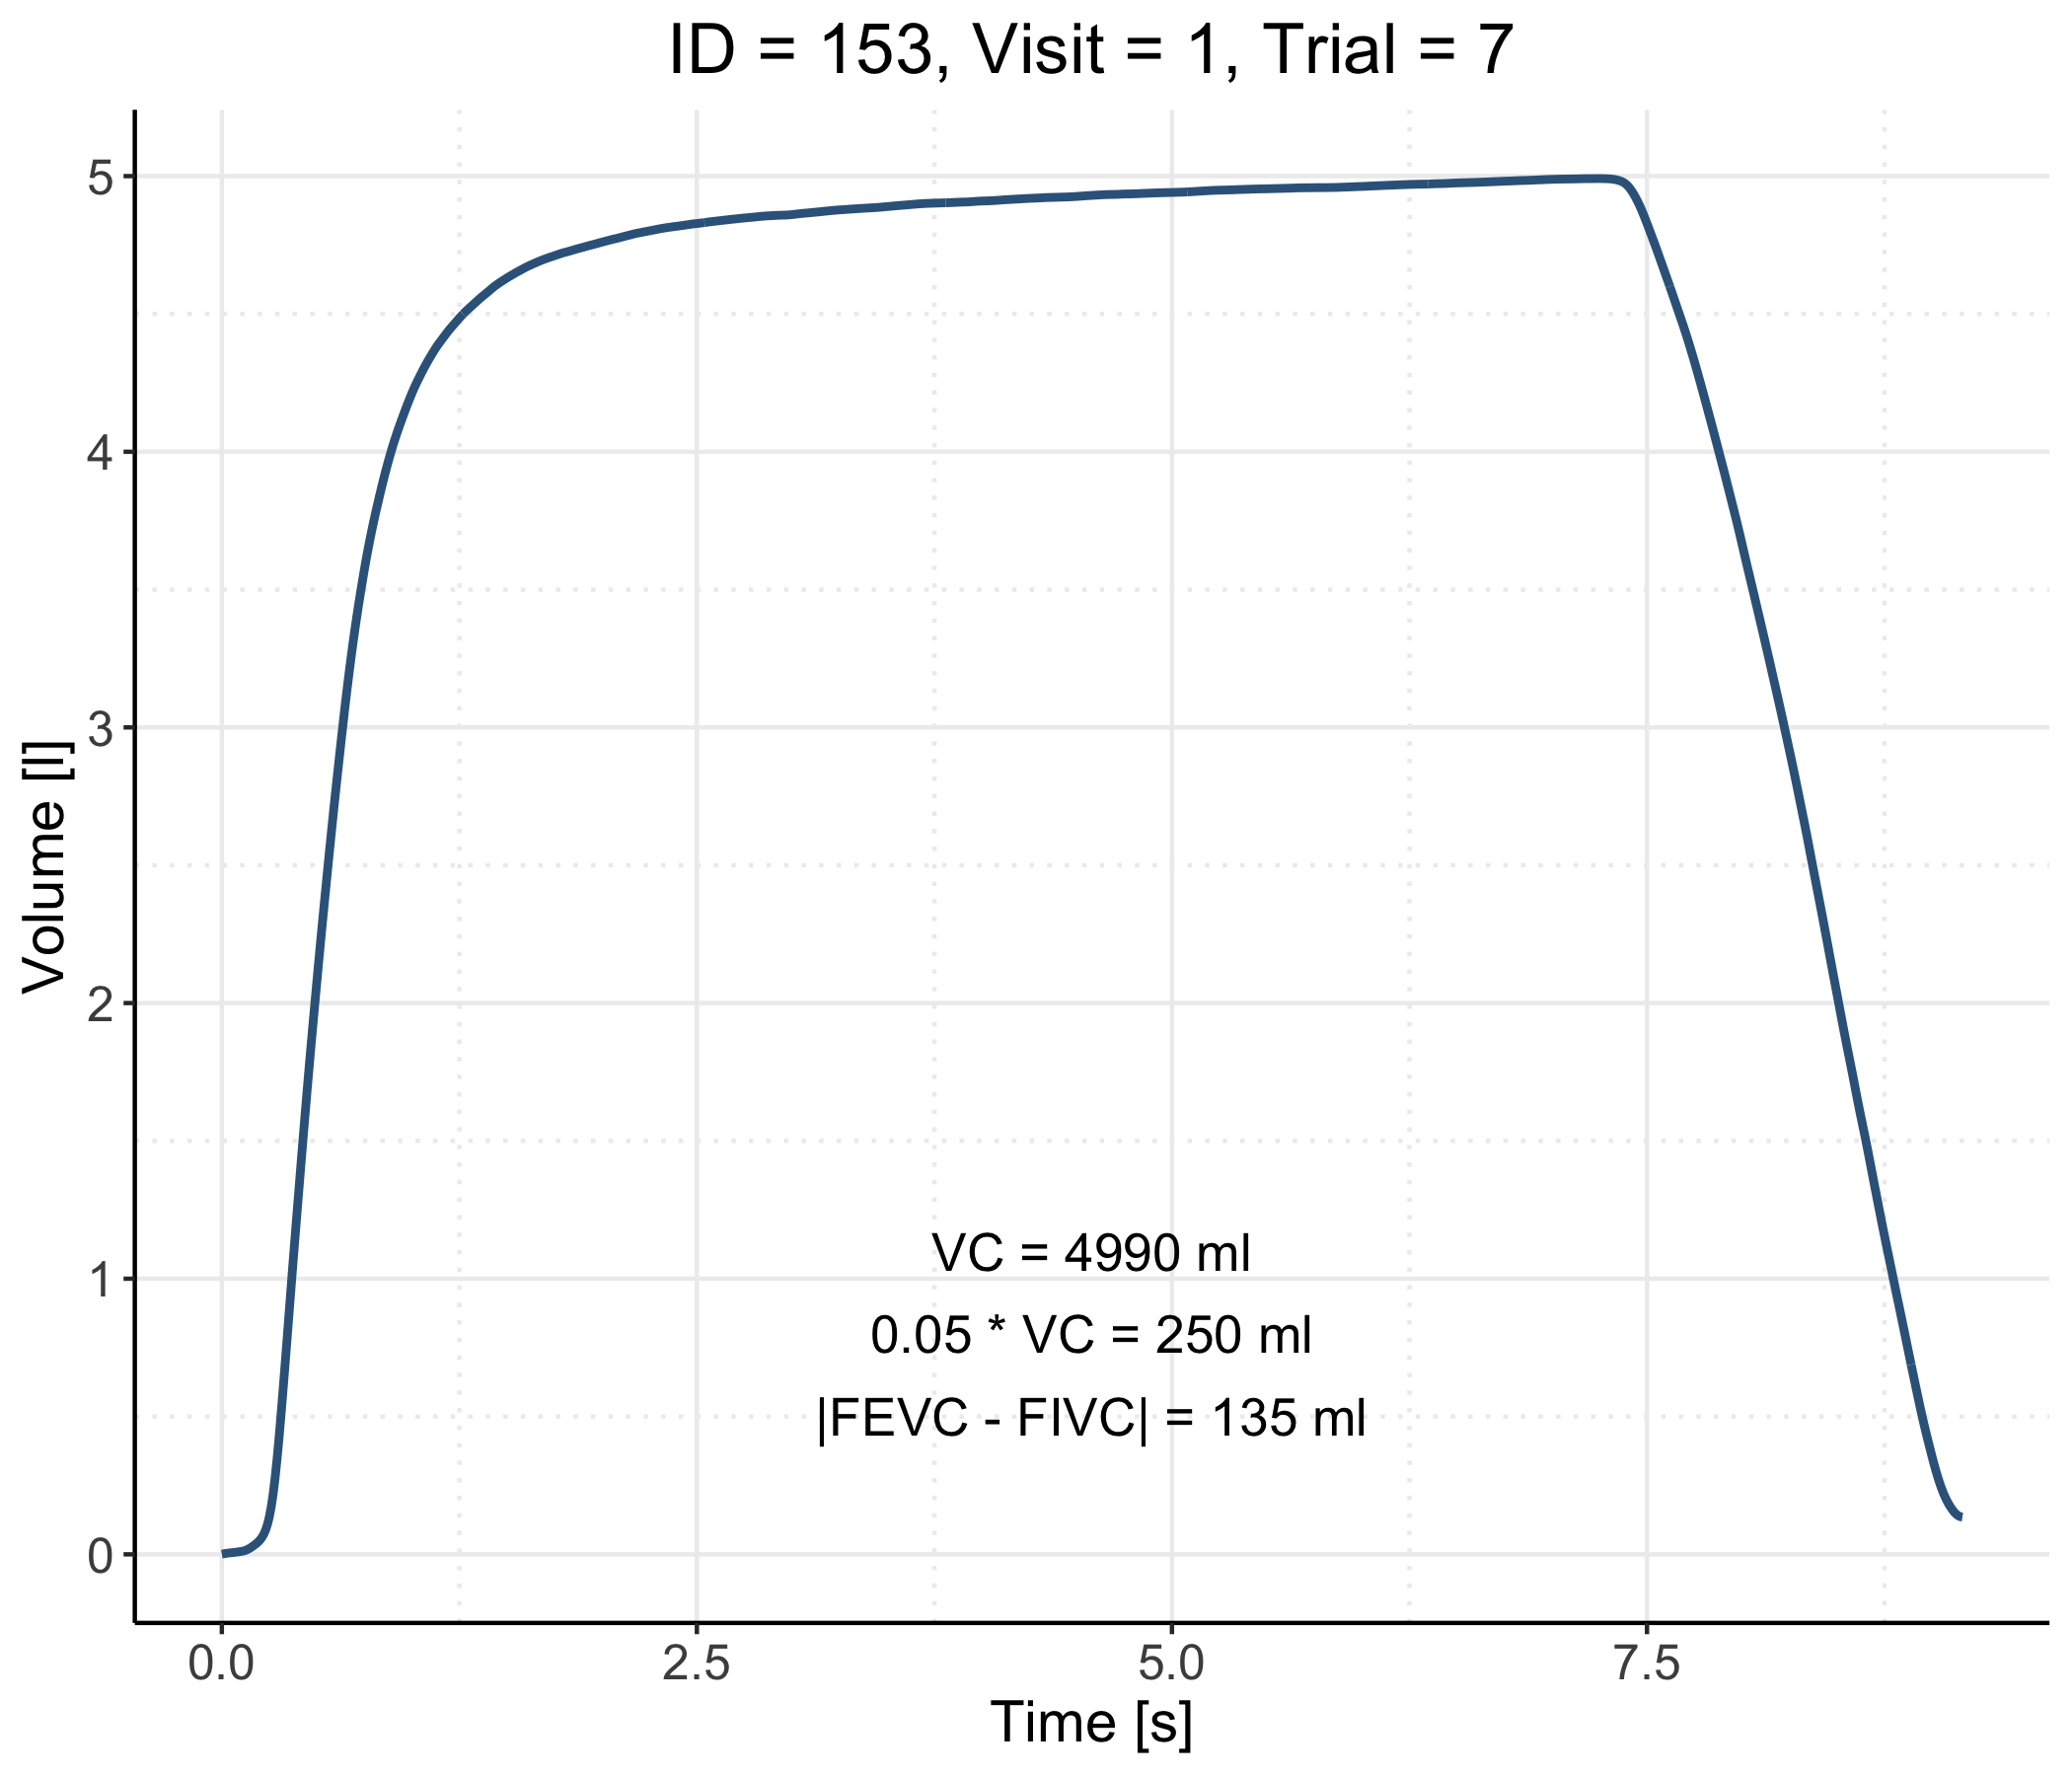 ID = 153, Visit = 1, Trial = 7
5
4
3
2
1
0
Volume [l]
VC = 4990 ml
0.05 * VC = 250 ml
|FEVC - FIVC| = 135 ml
0.0 2.5 5.0 7.5
Time [s]